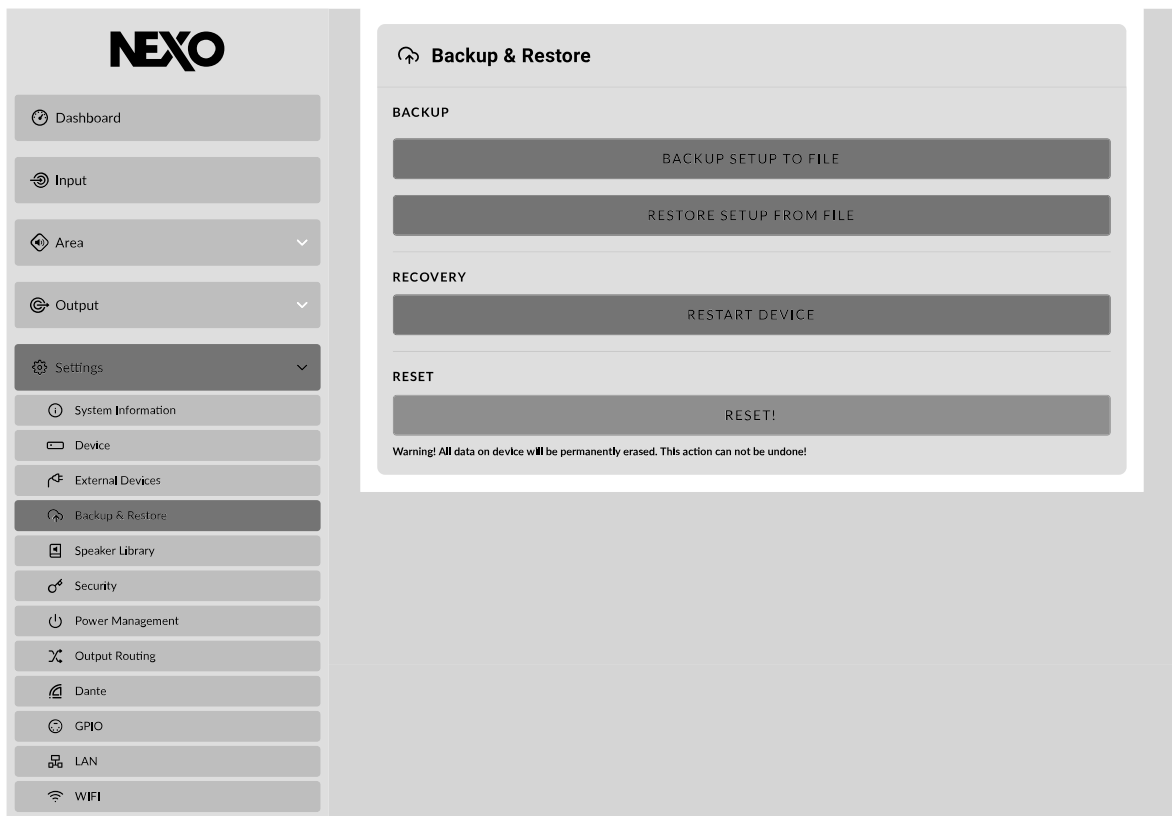 NEXO
Dashboard
Input
Area
Output
Settings
System Information
Device
External Devices
Backup & Restore
Speaker Library
Security
Power Management
Output Routing
Dante
GPIO
LAN
WIFI
Backup & Restore
BACKUP
BACKUP SETUP TO FILE
RESTORE SETUP FROM FILE
RECOVERY
RESTART DEVICE
RESET
RESET!
Warning! All data on device will be permanently erased. This action can not be undone!